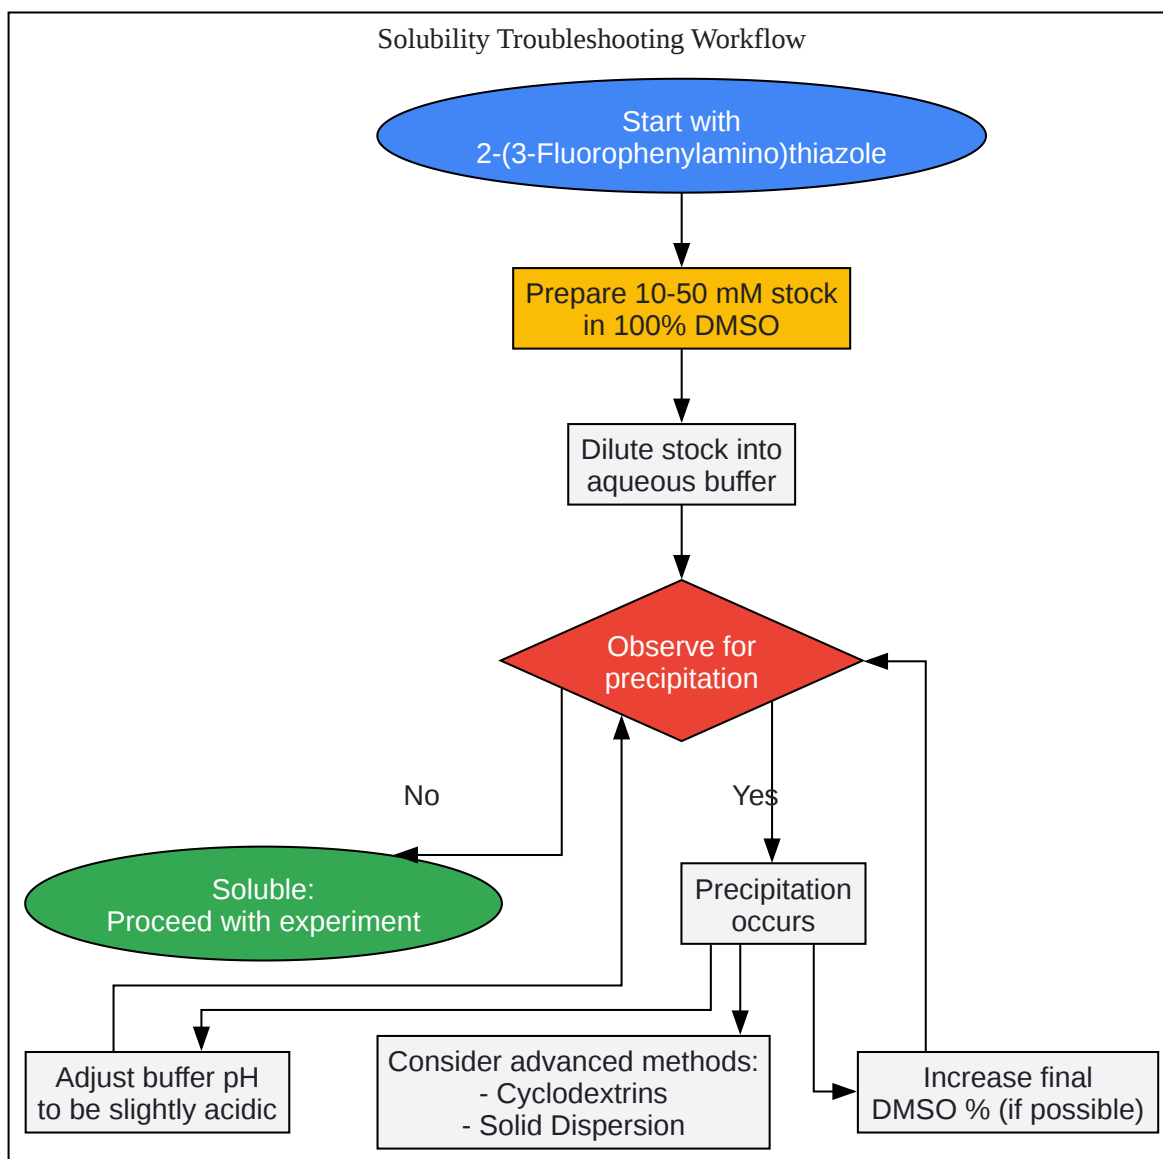 Solubility Troubleshooting Workflow
Start with
2-(3-Fluorophenylamino)thiazole
Prepare 10-50 mM stock
in 100% DMSO
Dilute stock into
aqueous buffer
Observe for
precipitation
No
Yes
Soluble:
Proceed with experiment
Precipitation
occurs
Adjust buffer pH
to be slightly acidic
Consider advanced methods:
- Cyclodextrins
- Solid Dispersion
Increase final
DMSO % (if possible)